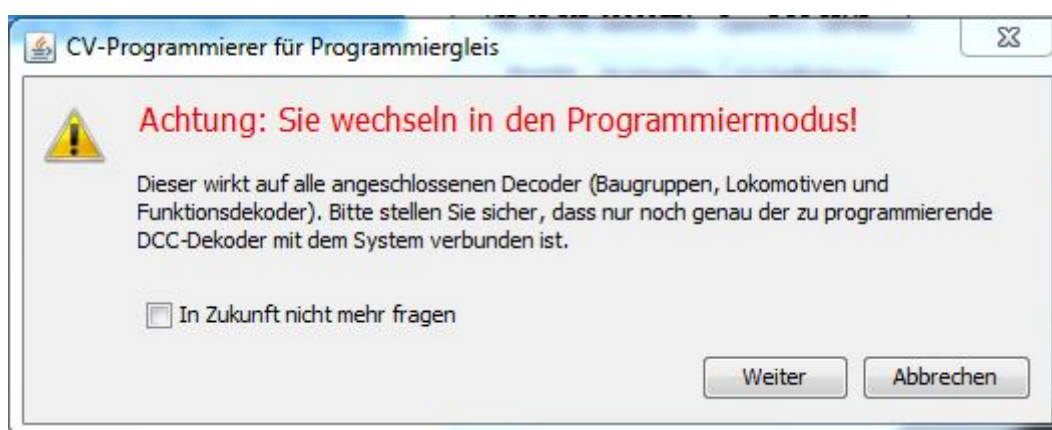 CV-Programmierer für Programmiergleis
Achtung: Sie wechseln in den Programmiermodus!
Dieser wirkt auf alle angeschlossenen Decoder (Baugruppen, Lokomotiven und
Funktionsdekoder). Bitte stellen Sie sicher, dass nur noch genau der zu programmierende
DCC-Dekoder mit dem System verbunden ist.
In Zukunft nicht mehr fragen
Weiter
Abbrechen